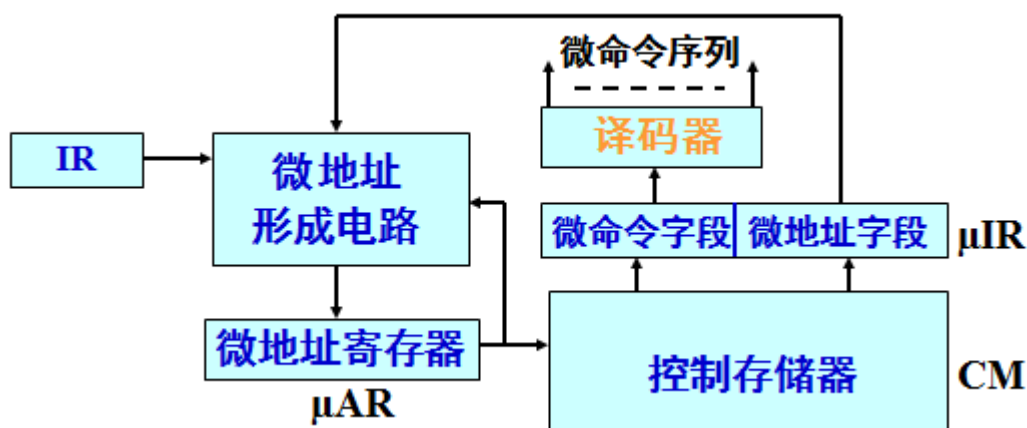 微命令序列
译码器
IR
微地址
形成电路
微命令字段
微地址字段
μIR
微地址寄存器
μAR
控制存储器
CM